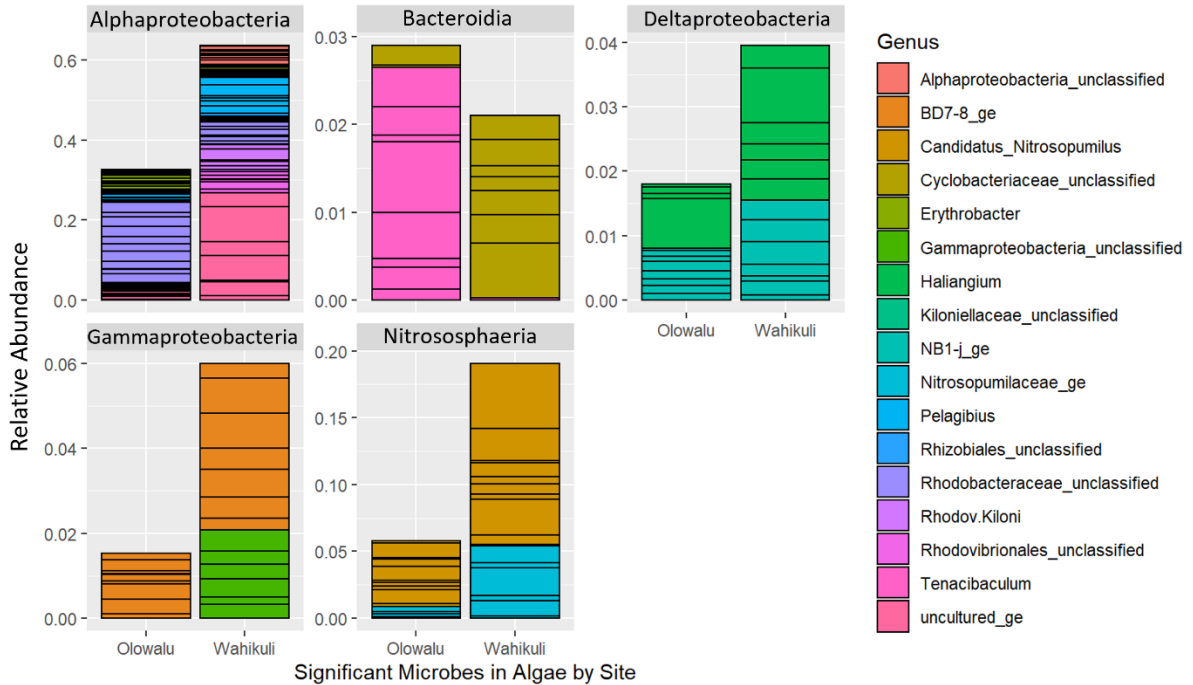 Alphaproteobacteria
Bacteroidia
Deltaproteobacteria
0.6
0.4
0.2
0.0
0.03
0.02
0.01
0.00
0.04
0.03
0.02
0.01
0.00
Olowalu
Wahikuli
Gammaproteobacteria
Nitrososphaeria
0.06
0.04
0.02
0.00
0.20
0.15
0.10
0.05
0.00
Olowalu
Wahikuli
Olowalu
Wahikuli
Relative Abundance
Significant Microbes in Algae by Site
Genus
Alphaproteobacteria_unclassified
BD7-8_ge
Candidatus_Nitrosopumilus
Cyclobacteriaceae_unclassified
Erythrobacter
Gammaproteobacteria_unclassified
Haliangium
Kiloniellaceae_unclassified
NB1-j_ge
Nitrosopumilaceae_ge
Pelagibius
Rhizobiales_unclassified
Rhodobacteraceae_unclassified
Rhodov.Kiloni
Rhodovibrionales_unclassified
Tenacibaculum
uncultured_ge